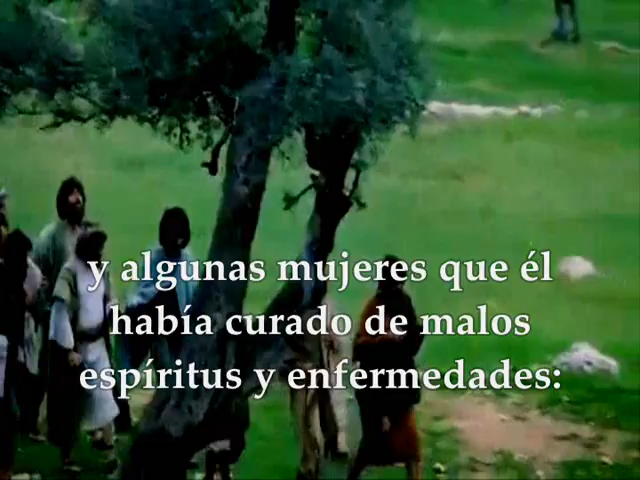 y algunas mujeres que él
había curado de malos
espíritus y enfermedades: